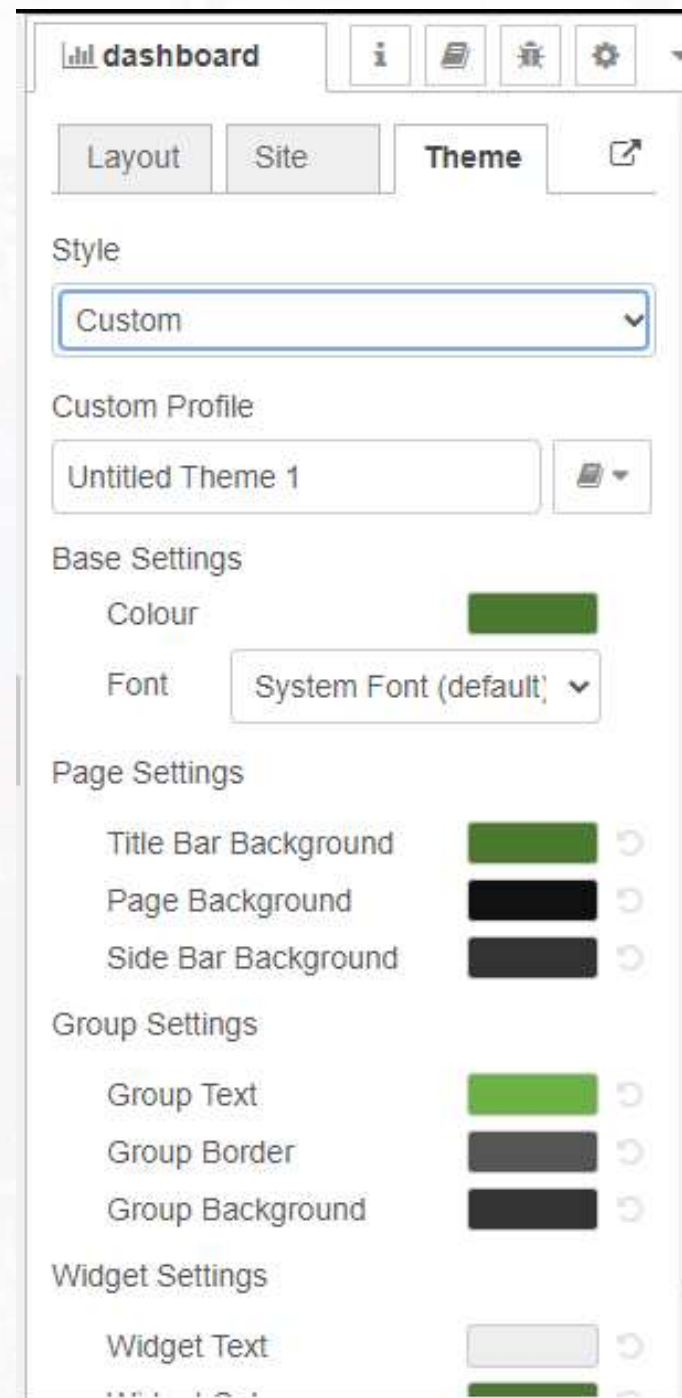 dashboard
Layout
Site
Theme
Style
Custom
Custom Profile
Untitled Theme 1
Base Settings
Colour
Font
System Font (default)
Page Settings
Title Bar Background
Page Background
Side Bar Background
Group Settings
Group Text
Group Border
Group Background
Widget Settings
Widget Text